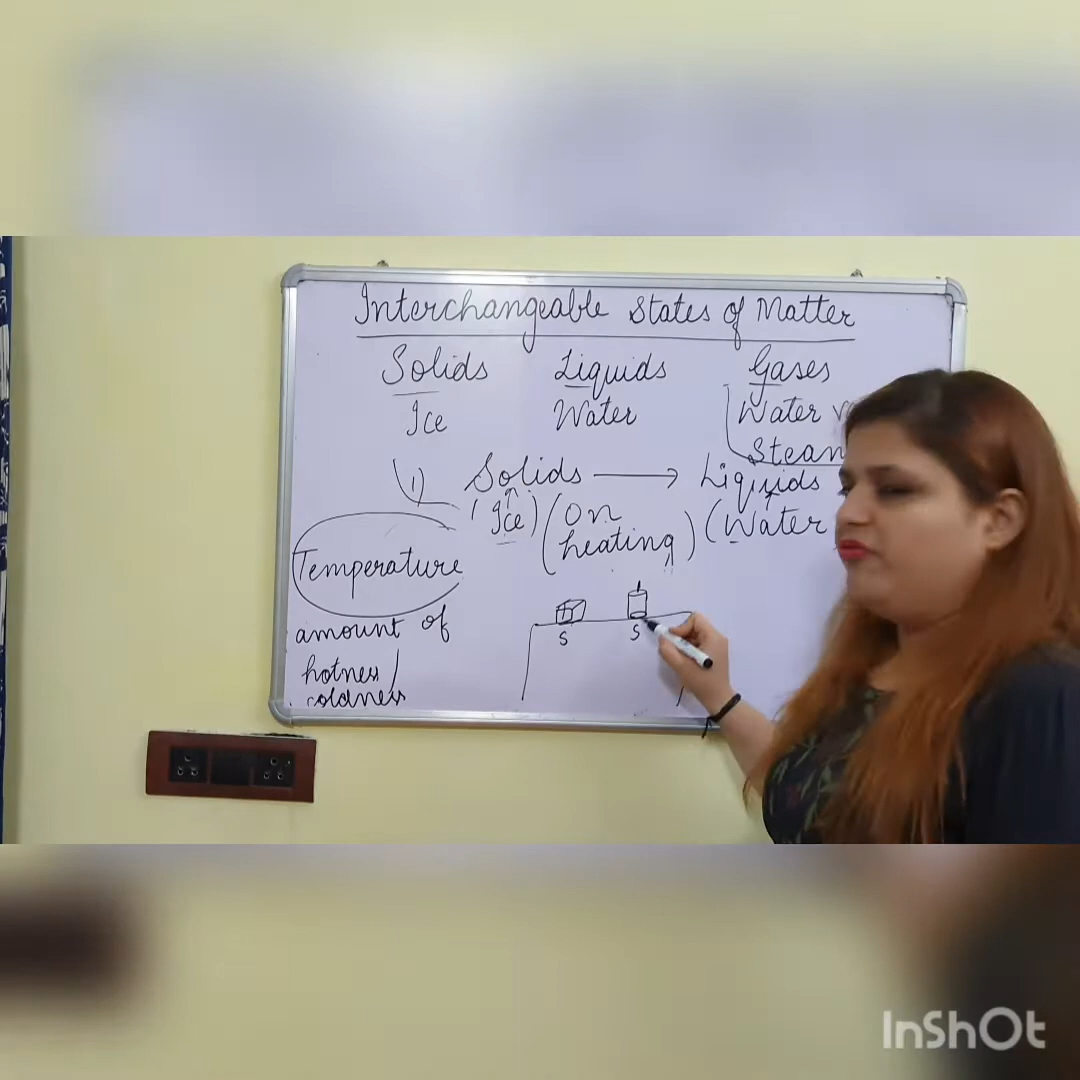 Interchangeable States of Matter
Solids Liquids Gases
Ice Water Water
Steam
1) Solids → Liquids
(Ice) (on heating) (Water
Temperature
amount of
hotness/
coldness
S S
InShOt